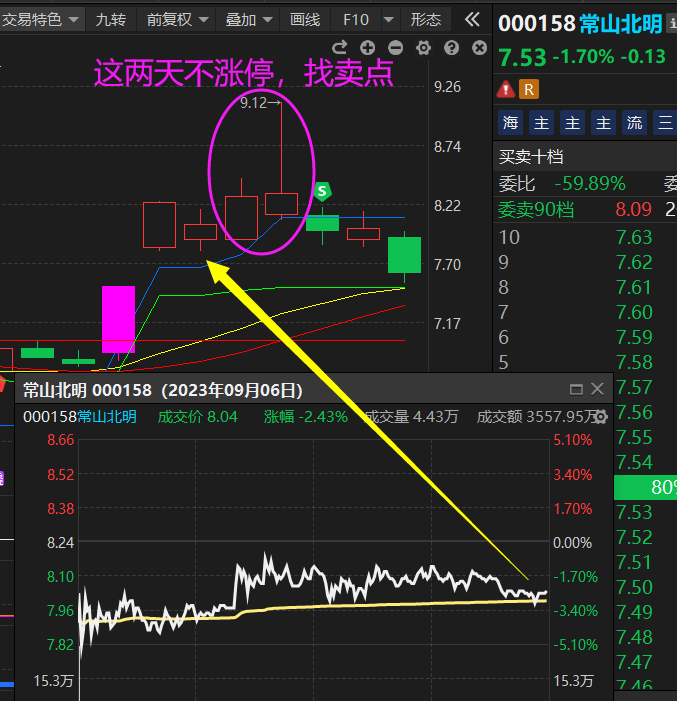 交易特色 九转 前复权 叠加 画线 F10 形态
000158 常山北明
7.53 -1.70% -0.13
R
海 主 主 主 流 三
买卖十档
委比 -59.89%
委卖90档 8.09
10 7.63
9 7.62
8 7.61
7 7.60
6 7.59
5 7.58
7.57
7.56
7.55
7.54
80%
7.53
7.52
7.51
7.50
7.49
7.48
7.47
7.46
这两天不涨停，找卖点
9.12→
S
9.26
8.74
8.22
7.70
7.17
常山北明 000158（2023年09月06日）
000158常山北明 成交价 8.04 涨幅 -2.43% 成交量 4.43万 成交额 3557.95万
8.66 5.10%
8.52 3.40%
8.38 1.70%
8.24 0.00%
8.10 -1.70%
7.96 -3.40%
7.82 -5.10%
15.3万 15.3万